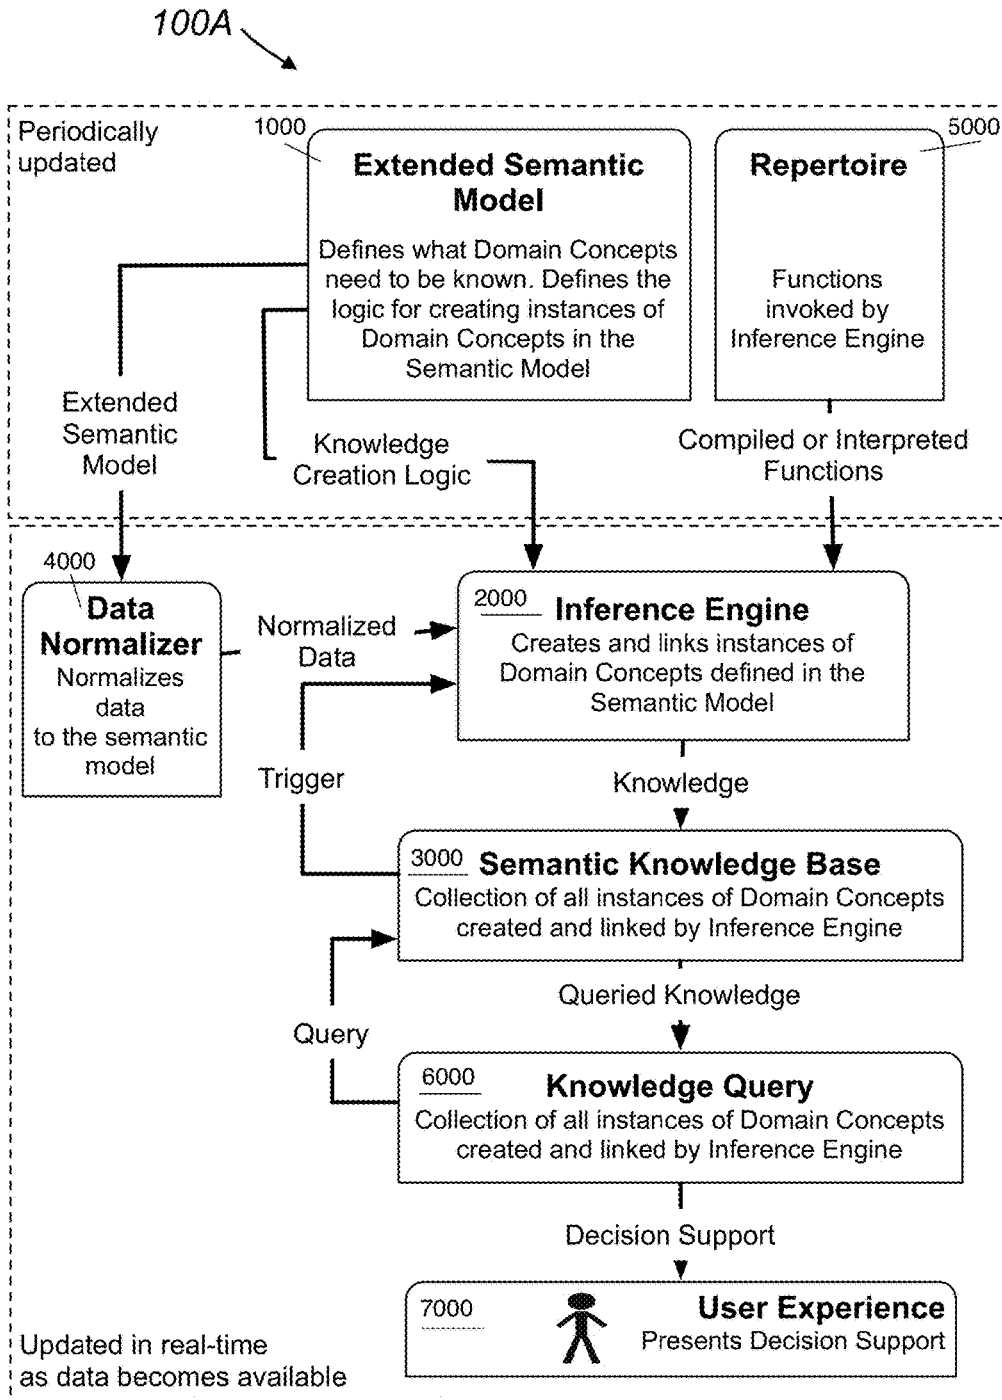 100A
Periodically
updated
1000
Extended Semantic
Model
Defines what Domain Concepts
need to be known. Defines the
logic for creating instances of
Domain Concepts in the
Semantic Model
5000
Repertoire
Functions
invoked by
Inference Engine
Extended
Semantic
Model
Knowledge
Creation Logic
Compiled or Interpreted
Functions
4000
Data
Normalizer
Normalizes
data
to the semantic
model
Normalized
Data
2000
Inference Engine
Creates and links instances of
Domain Concepts defined in the
Semantic Model
Trigger
Knowledge
3000
Semantic Knowledge Base
Collection of all instances of Domain Concepts
created and linked by Inference Engine
Queried Knowledge
Query
6000
Knowledge Query
Collection of all instances of Domain Concepts
created and linked by Inference Engine
Decision Support
7000
User Experience
Presents Decision Support
Updated in real-time
as data becomes available